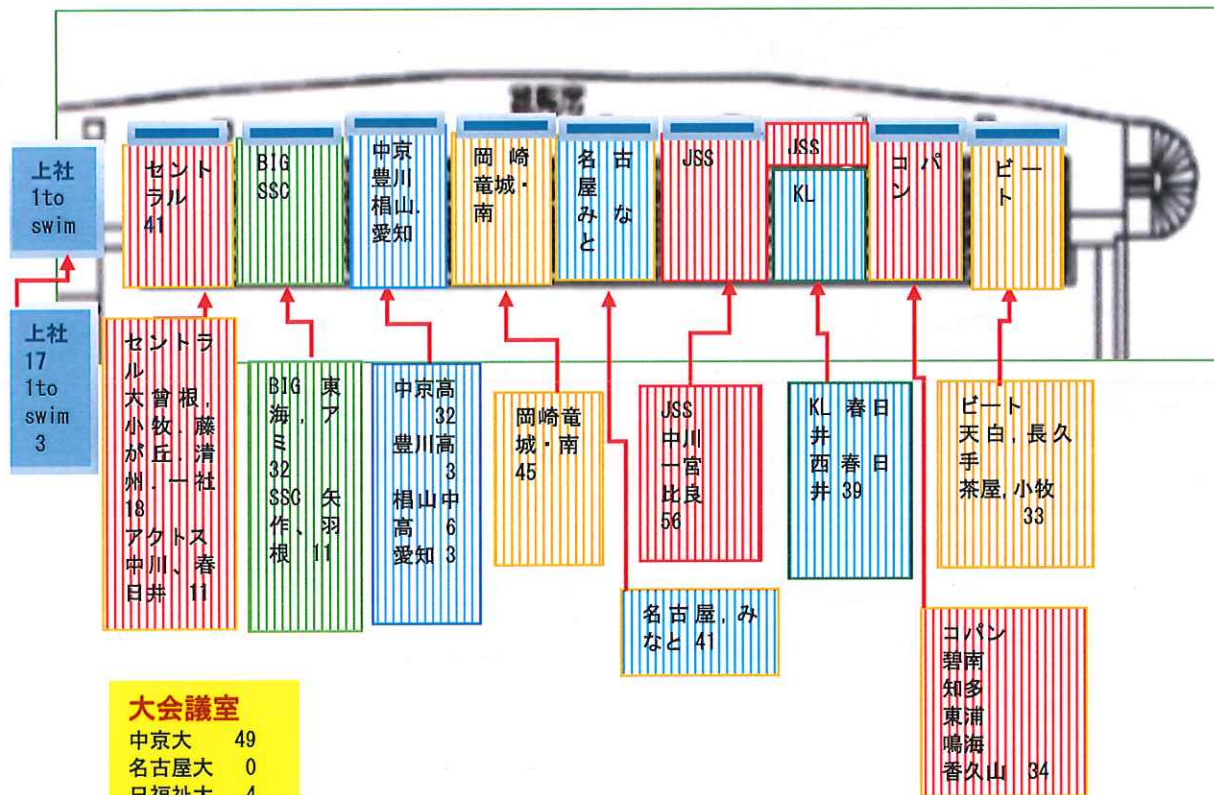 上社
1to
swim
セント
ラル
41
BIG
SSC
中京
豊川
椙山.
愛知
岡崎
竜城・
南
名古
屋
みな
と
JSS
JSS
KL
コパ
ン
ビー
ト
上社
17
1to
swim
3
セントラ
ル
大曾根,
小牧.藤
が丘.清
州.一社
18
アクトス
中川、春
日井 11
BIG 東
海,ア
ミ
32
SSC 矢
作、羽
根 11
中京高
32
豊川高
3
椙山中
高 6
愛知 3
岡崎竜
城・南
45
名古屋,み
なと 41
JSS
中川
一宮
比良
56
KL 春日
井
西春日
井 39
コパン
碧南
知多
東浦
鳴海
香久山 34
ビート
天白,長久
手
茶屋,小牧
33
大会議室
中京大 49
名古屋大 0
日福祉大 4